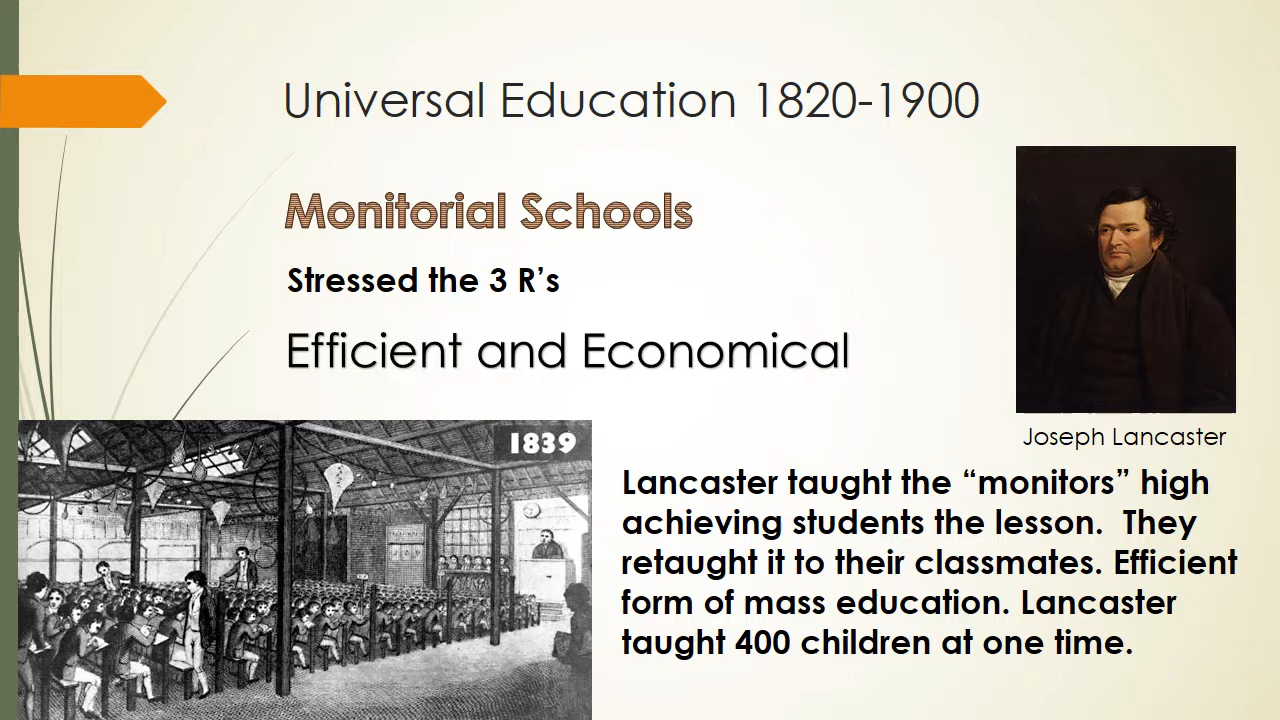 Universal Education 1820-1900
Monitorial Schools
Stressed the 3 R’s
Efficient and Economical
1839
Joseph Lancaster
Lancaster taught the “monitors” high
achieving students the lesson.  They
retaught it to their classmates. Efficient
form of mass education. Lancaster
taught 400 children at one time.